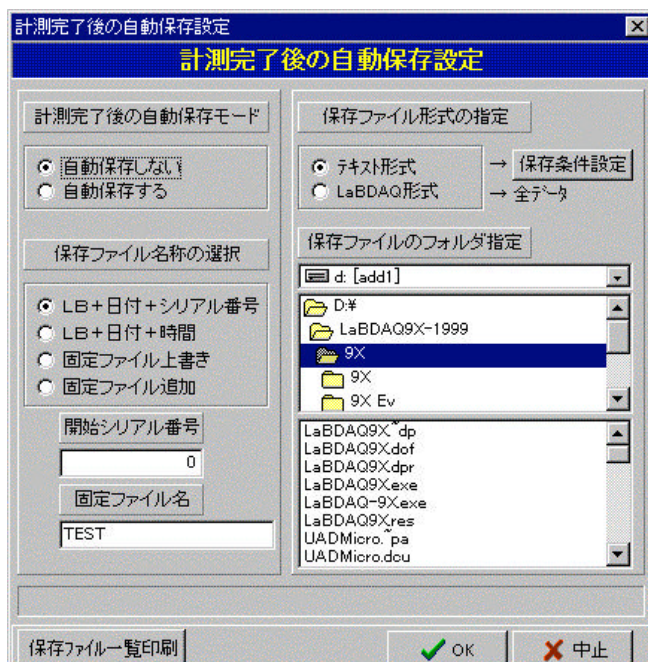 計測完了後の自動保存設定
計測完了後の自動保存設定
計測完了後の自動保存モード
自動保存しない
自動保存する
保存ファイル名称の選択
LB+日付+シリアル番号
LB+日付+時間
固定ファイル上書き
固定ファイル追加
開始シリアル番号
0
固定ファイル名
TEST
保存ファイル形式の指定
テキスト形式 → 保存条件設定
LaBDAQ形式 → 全データ
保存ファイルのフォルダ指定
d: [add1]
D:¥
LaBDAQ9X-1999
9X
9X
9X Ev
LaBDAQ9X.~dp
LaBDAQ9X.dof
LaBDAQ9X.dpr
LaBDAQ9X.exe
LaBDAQ-9X.exe
LaBDAQ9X.res
UADMicro.~pa
UADMicro.dcu
保存ファイル一覧印刷
OK
中止